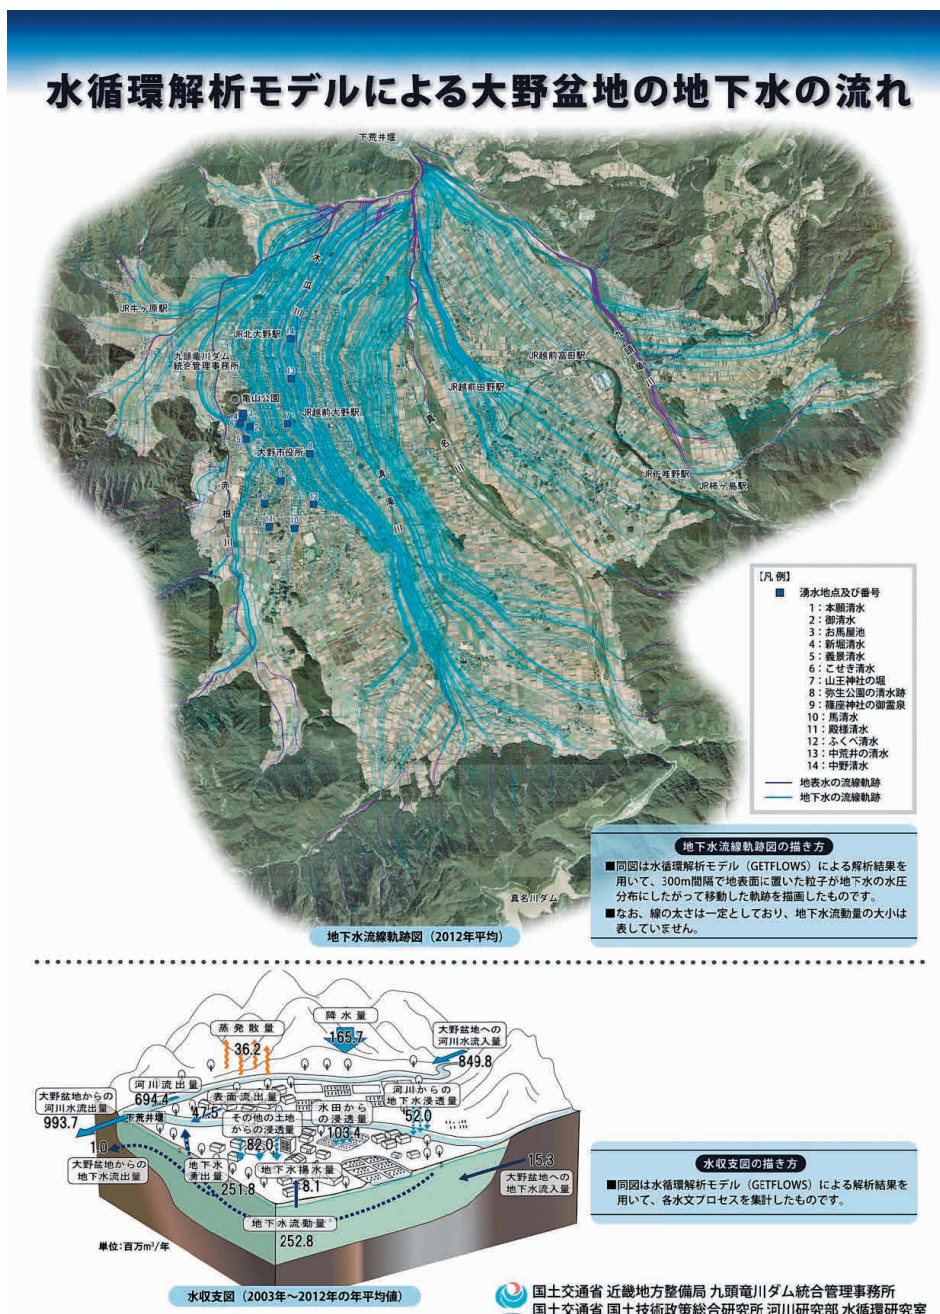 水循環解析モデルによる大野盆地の地下水の流れ
下荒井堰
木瓜川
JR牛ヶ原駅
JR北大野駅
14
九頭竜川ダム
統合管理事務所
13
亀山公園
JR越前大野駅
大野市役所
JR越前富田駅
JR越前田野駅
九頭竜川
真名川
清滝川
赤根川
JR下唯野駅
JR柿ヶ島駅
3
4
2
6
5
7
8
9
12
11
10
真名川ダム
【凡例】
湧水地点及び番号
1：本願清水
2：御清水
3：お馬屋池
4：新堀清水
5：義景清水
6：こせき清水
7：山王神社の堀
8：弥生公園の清水跡
9：篠座神社の御霊泉
10：馬清水
11：殿様清水
12：ふくべ清水
13：中荒井の清水
14：中野清水
地表水の流線軌跡
地下水の流線軌跡
地下水流線軌跡図の描き方
■同図は水循環解析モデル（GETFLOWS）による解析結果を
用いて、300m間隔で地表面に置いた粒子が地下水の水圧
分布にしたがって移動した軌跡を描画したものです。
■なお、線の太さは一定としており、地下水流動量の大小は
表していません。
地下水流線軌跡図（2012年平均）
降水量
165.7
蒸発散量
36.2
大野盆地への
河川水流入量
849.8
河川流出量
694.4
大野盆地からの
河川水流出量
993.7
表面流出量
47.5
河川からの
地下水浸透量
52.0
水田から
の浸透量
103.4
その他の土地
からの浸透量
82.0
下荒井堰
1.0
大野盆地からの
地下水流出量
地下水
湧出量
251.8
地下水揚水量
8.1
15.3
大野盆地への
地下水流入量
地下水流動量
252.8
単位：百万m³/年
水収支図（2003年～2012年の年平均値）
水収支図の描き方
■同図は水循環解析モデル（GETFLOWS）による解析結果を
用いて、各水文プロセスを集計したものです。
国土交通省 近畿地方整備局 九頭竜川ダム統合管理事務所
国土交通省 国土技術政策総合研究所 河川研究部 水循環研究室